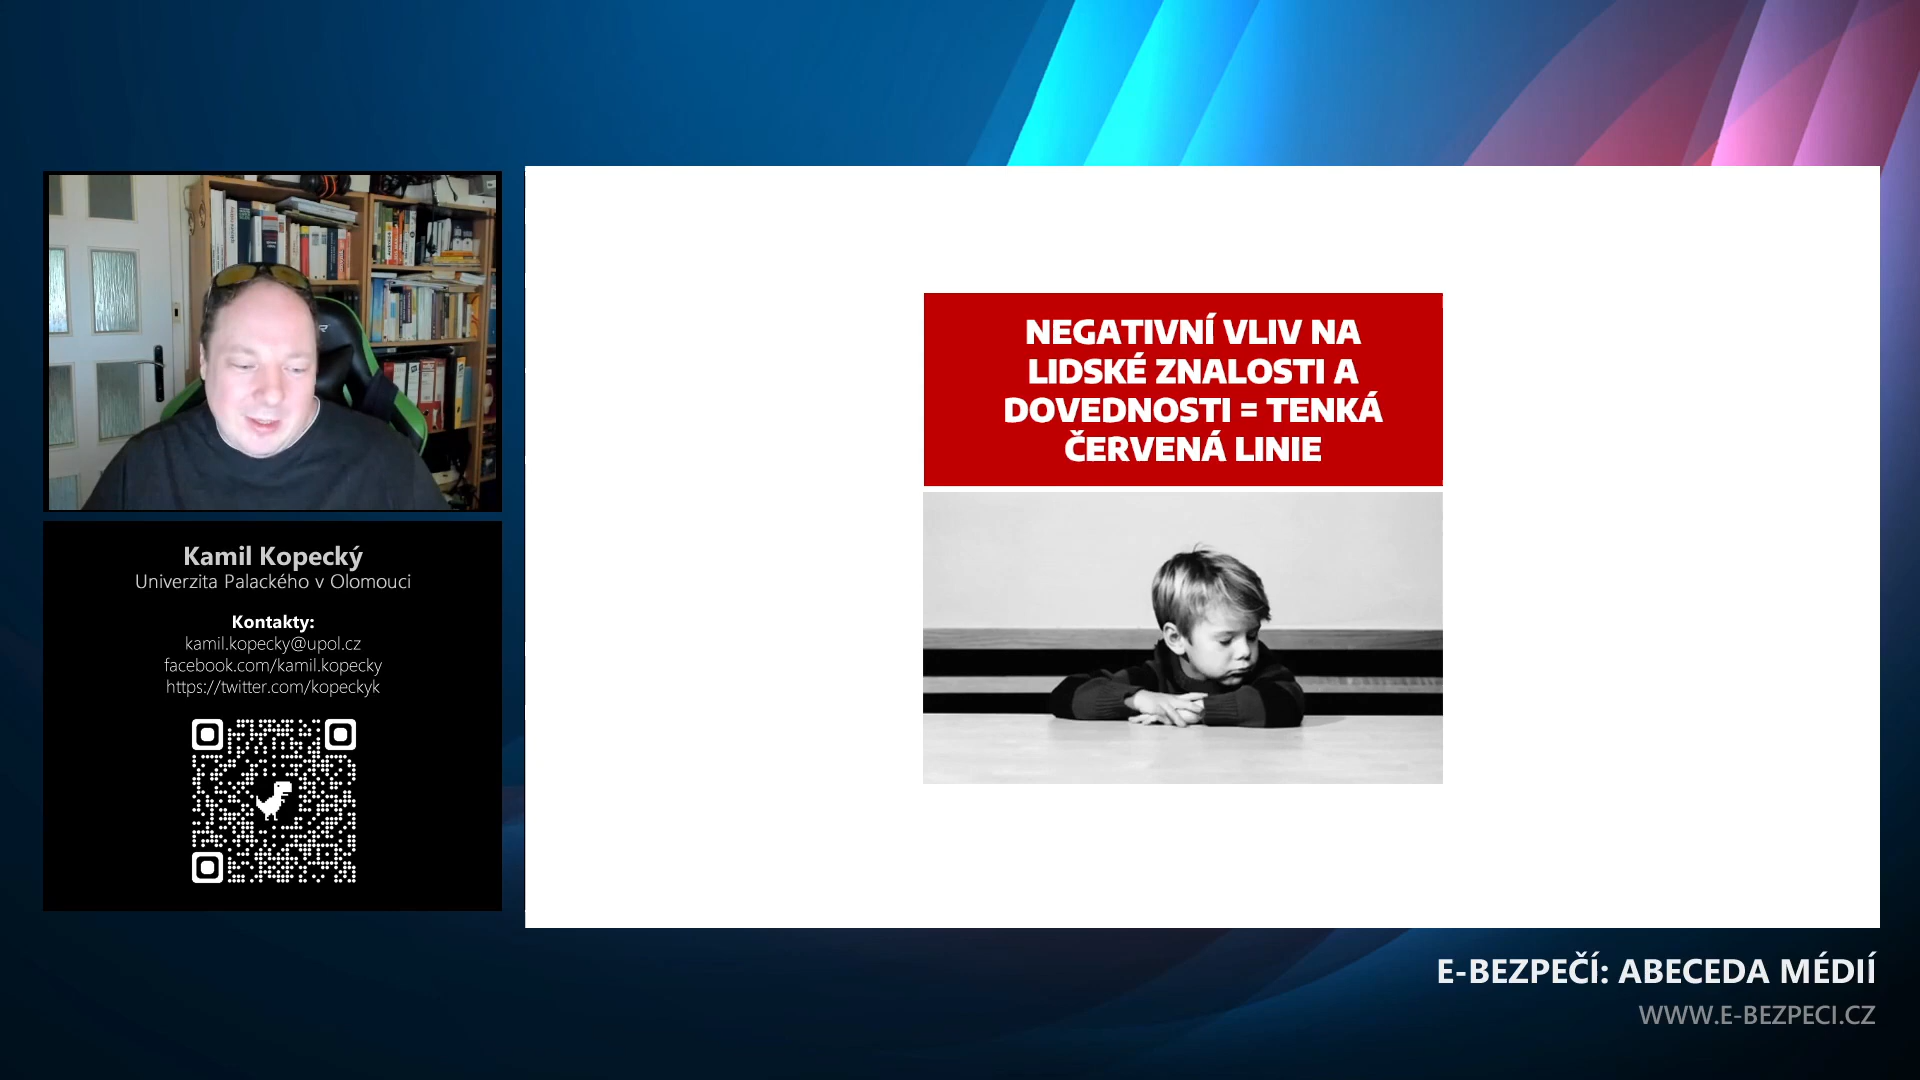 NEGATIVNÍ VLIV NA
LIDSKÉ ZNALOSTI A
DOVEDNOSTI = TENKÁ
ČERVENÁ LINIE
Kamil Kopecký
Univerzita Palackého v Olomouci
Kontakty:
kamil.kopecky@upol.cz
facebook.com/kamil.kopecky
https://twitter.com/kopeckyk
E-BEZPEČÍ: ABECEDA MÉDIÍ
WWW.E-BEZPECI.CZ